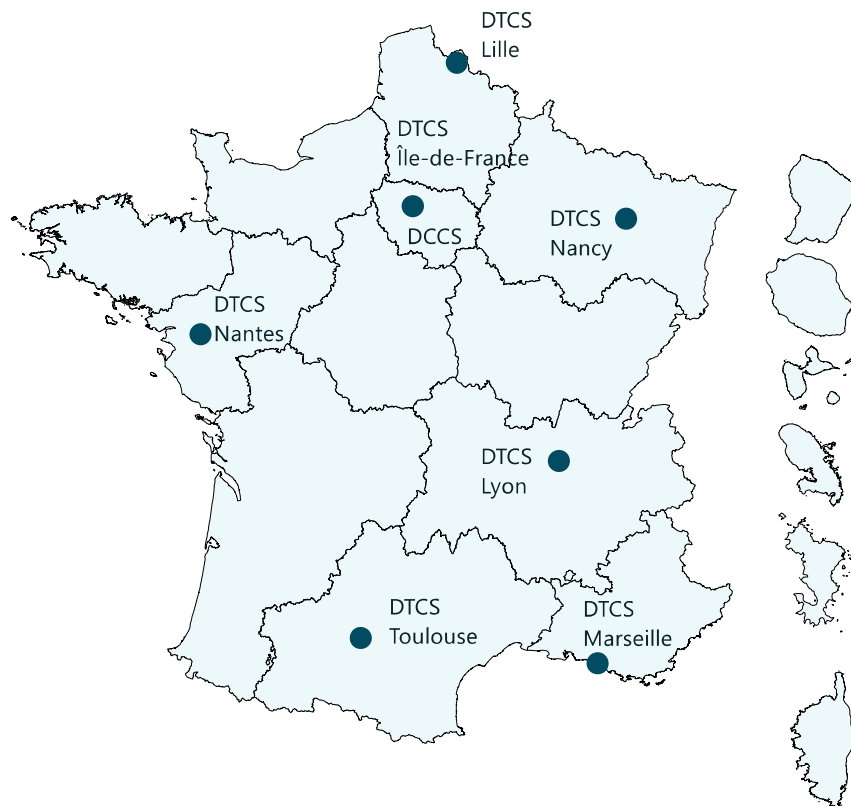 DTCS
Lille
DTCS
Île-de-France
DCCS
DTCS
Nancy
DTCS
Nantes
DTCS
Lyon
DTCS
Toulouse
DTCS
Marseille